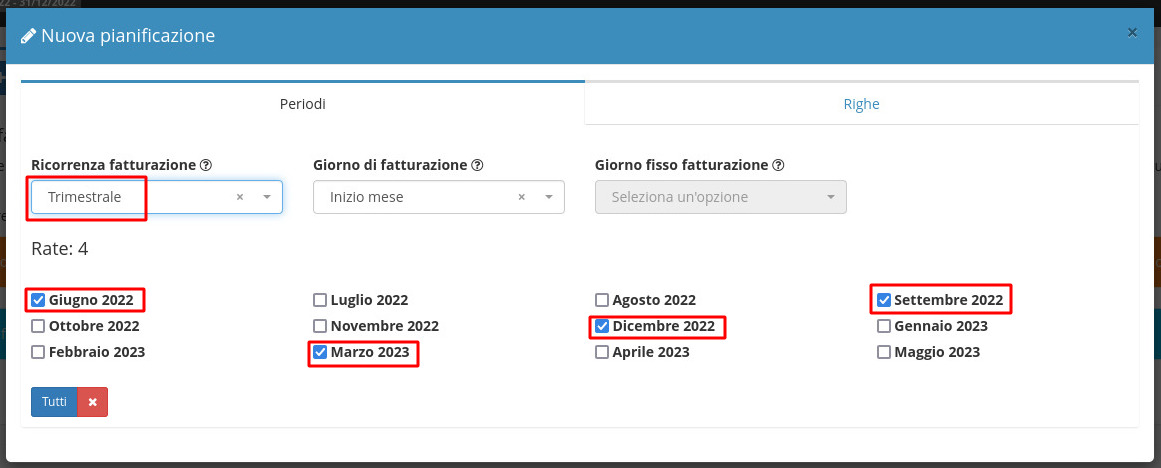 22 - 31/12/2022
Nuova pianificazione ×
Periodi Righe
Ricorrenza fatturazione Giorno di fatturazione Giorno fisso fatturazione
Trimestrale × Inizio mese × Seleziona un'opzione
Rate: 4
Giugno 2022 Luglio 2022 Agosto 2022 Settembre 2022
Ottobre 2022 Novembre 2022 Dicembre 2022 Gennaio 2023
Febbraio 2023 Marzo 2023 Aprile 2023 Maggio 2023
Tutti